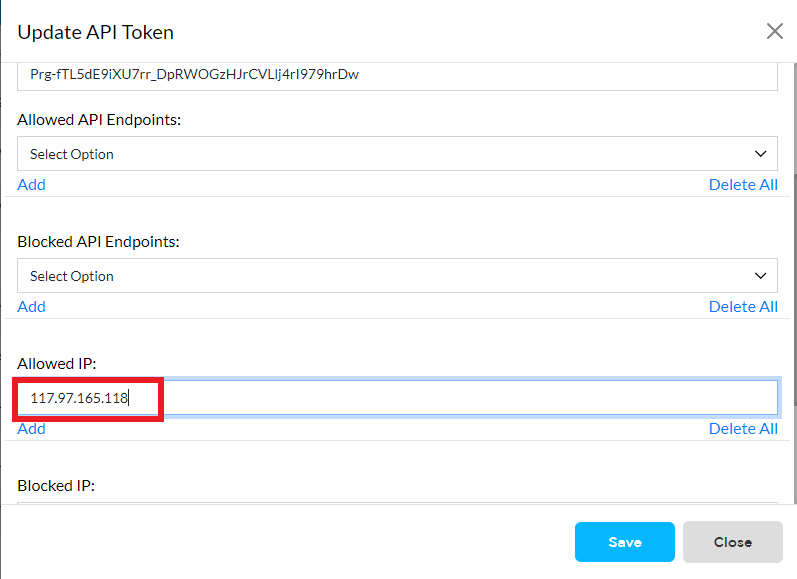 Update API Token
Prg-fTL5dE9iXU7rr_DpRWOGzHJrCVLlj4rI979hrDw
Allowed API Endpoints:
Select Option
Add Delete All
Blocked API Endpoints:
Select Option
Add Delete All
Allowed IP:
117.97.165.118
Add Delete All
Blocked IP:
Save Close